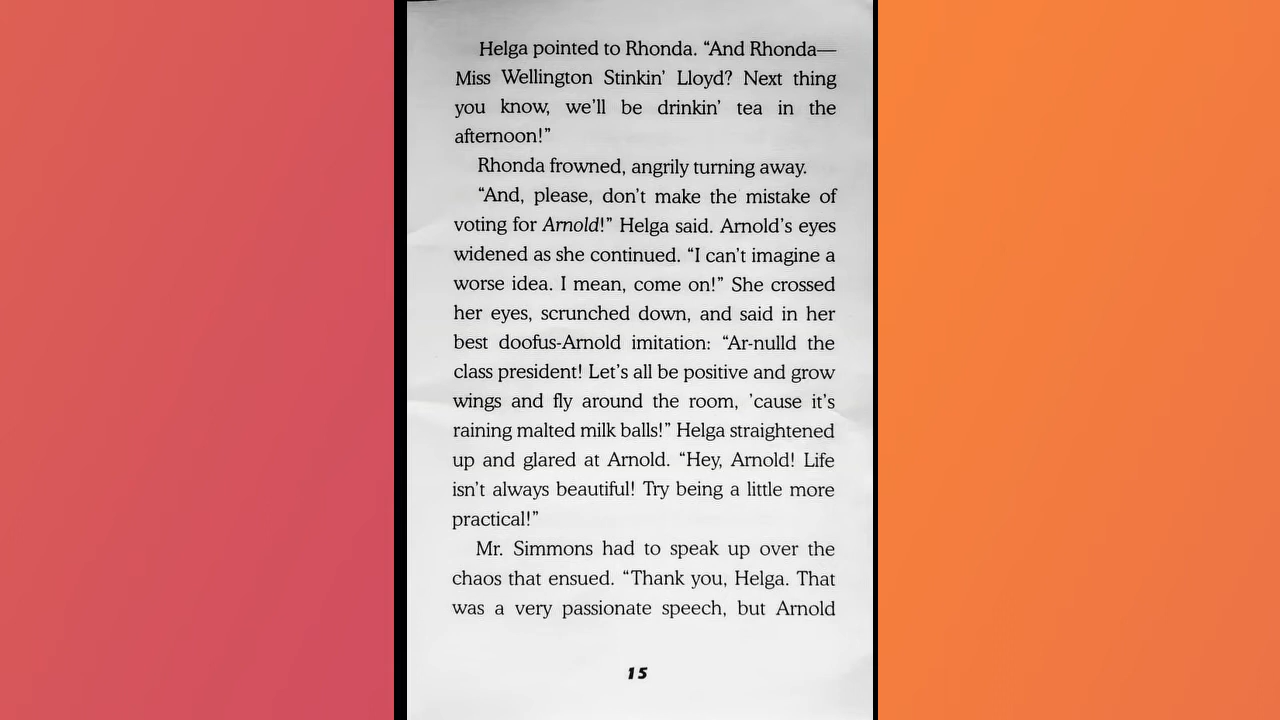 Helga pointed to Rhonda. “And Rhonda—
Miss Wellington Stinkin’ Lloyd? Next thing
you know, we’ll be drinkin’ tea in the
afternoon!”
Rhonda frowned, angrily turning away.
“And, please, don’t make the mistake of
voting for Arnold!” Helga said. Arnold’s eyes
widened as she continued. “I can’t imagine a
worse idea. I mean, come on!” She crossed
her eyes, scrunched down, and said in her
best doofus-Arnold imitation: “Ar-nulld the
class president! Let’s all be positive and grow
wings and fly around the room, ’cause it’s
raining malted milk balls!” Helga straightened
up and glared at Arnold. “Hey, Arnold! Life
isn’t always beautiful! Try being a little more
practical!”
Mr. Simmons had to speak up over the
chaos that ensued. “Thank you, Helga. That
was a very passionate speech, but Arnold
15